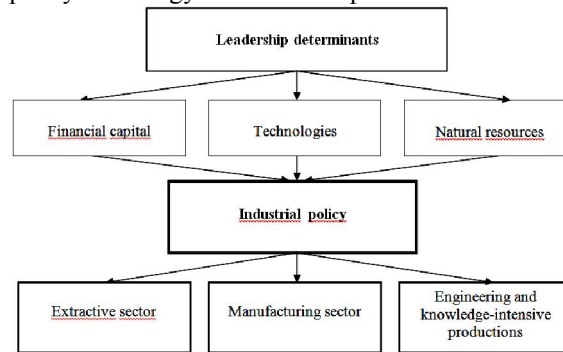 Leadership determinants
Financial capital
Technologies
Natural resources
Industrial policy
Extractive sector
Manufacturing sector
Engineering and
knowledge-intensive
productions